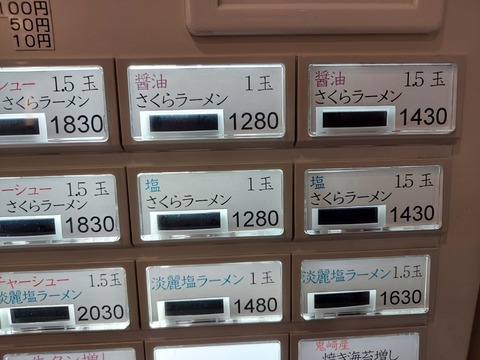 100円
50円
10円
シュー 1.5玉
さくらラーメン
1830
醤油 1玉
さくらラーメン
1280
醤油 1.5玉
さくらラーメン
1430
ーシュー 1.5玉
さくらラーメン
1830
塩 1玉
さくらラーメン
1280
塩 1.5玉
さくらラーメン
1430
チャーシュー 1.5玉
淡麗塩ラーメン
2030
淡麗塩ラーメン 1玉
1480
淡麗塩ラーメン 1.5玉
1630
鬼崎産
焼き海苔増し